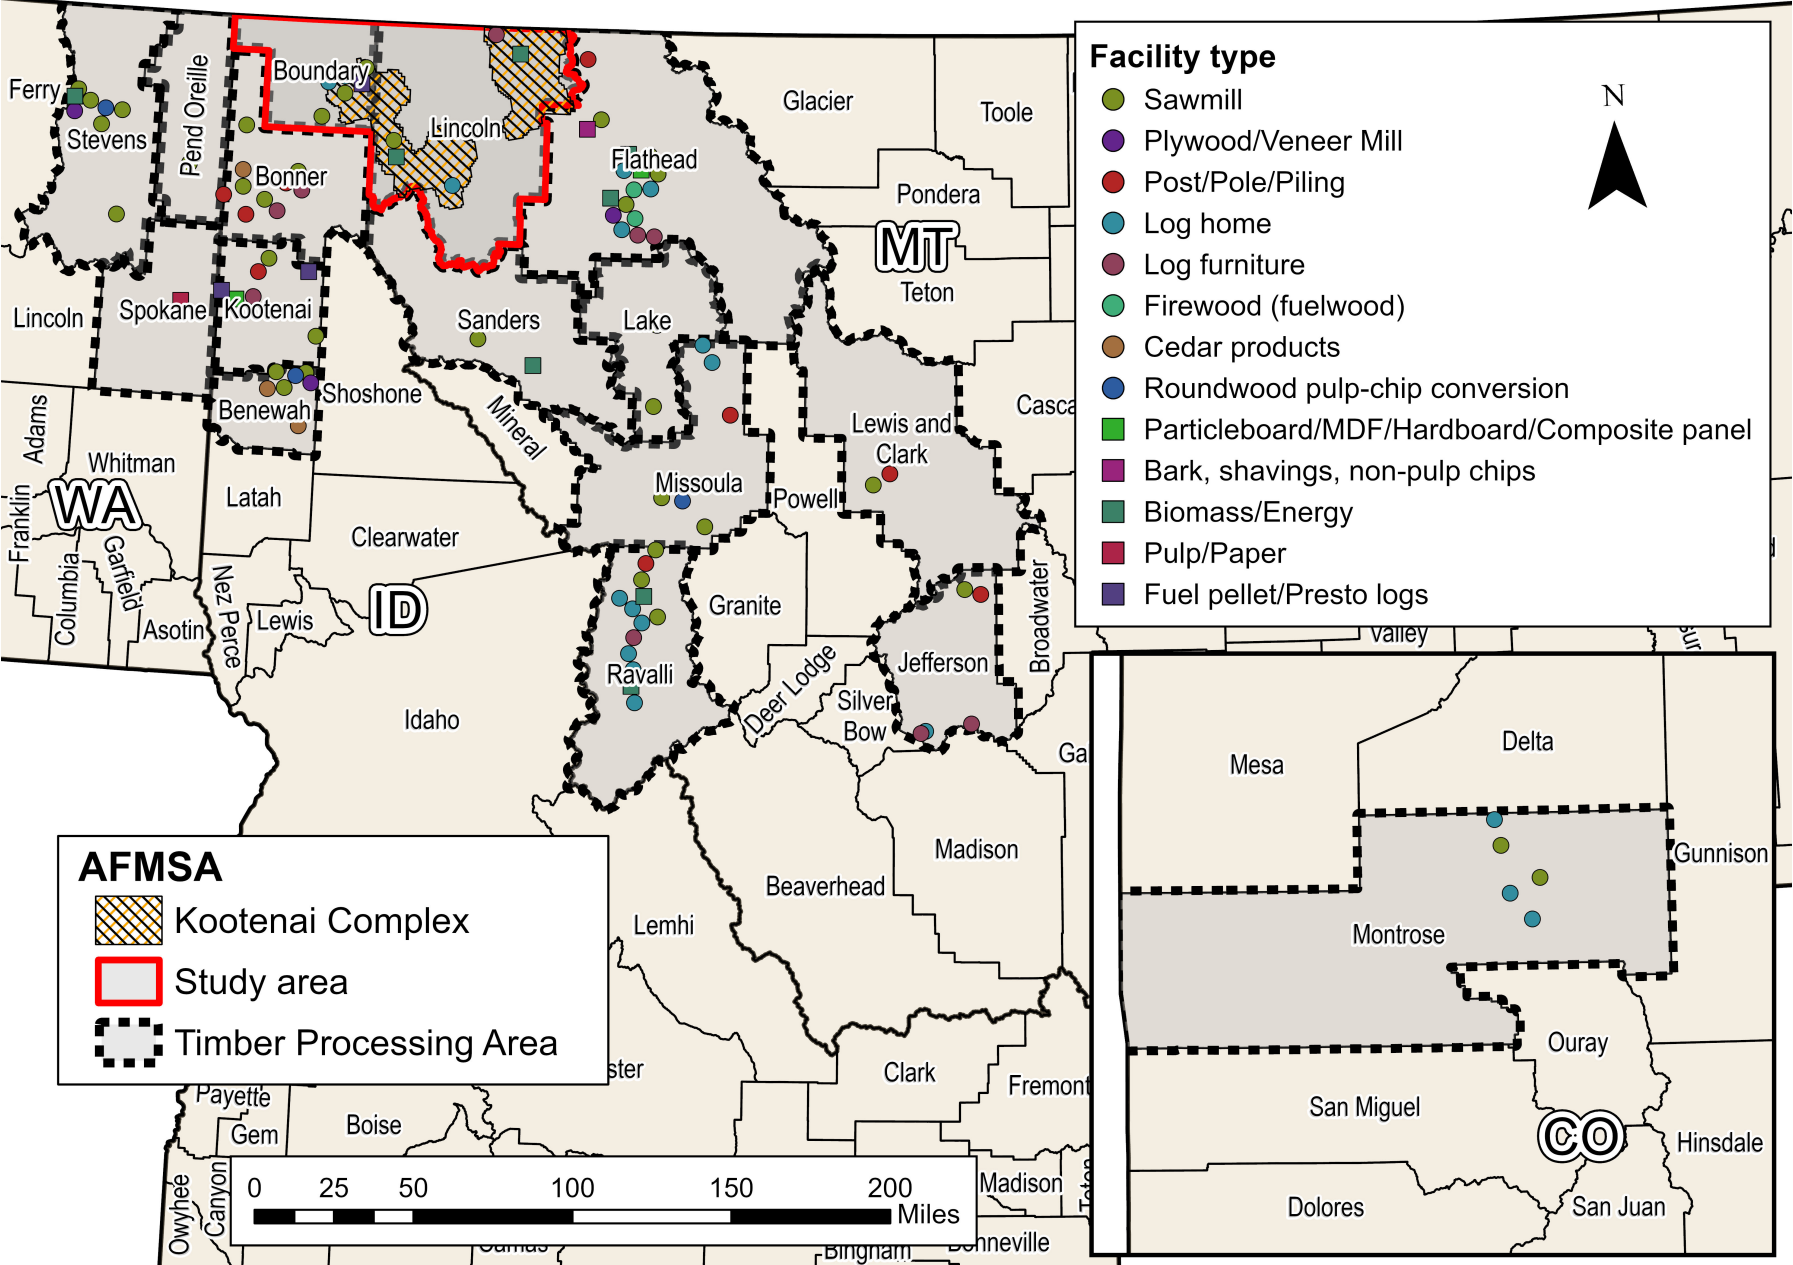 Facility type
Sawmill
Plywood/Veneer Mill
Post/Pole/Piling
Log home
Log furniture
Firewood (fuelwood)
Cedar products
Roundwood pulp-chip conversion
Particleboard/MDF/Hardboard/Composite panel
Bark, shavings, non-pulp chips
Biomass/Energy
Pulp/Paper
Fuel pellet/Presto logs
N
Ferry
Stevens
Pend Oreille
Boundary
Lincoln
Bonner
Flathead
Glacier
Toole
Pondera
MT
Teton
Lincoln
Spokane
Kootenai
Sanders
Lake
Shoshone
Benewah
Mineral
Adams
Whitman
Latah
WA
Franklin
Columbia
Garfield
Asotin
Nez Perce
Lewis
Clearwater
ID
Idaho
Missoula
Powell
Lewis and
Clark
Casca
Granite
Ravalli
Deer Lodge
Silver
Bow
Jefferson
Broadwater
Valley
Ga
Madison
Beaverhead
Lemhi
ster
Clark
Fremont
Madison
Teton
Payette
Gem
Boise
Owyhee
Canyon
Camas
Bingham
Bonneville
AFMSA
Kootenai Complex
Study area
Timber Processing Area
0 25 50 100 150 200
Miles
Mesa
Delta
Gunnison
Montrose
Ouray
San Miguel
CO
Hinsdale
Dolores
San Juan